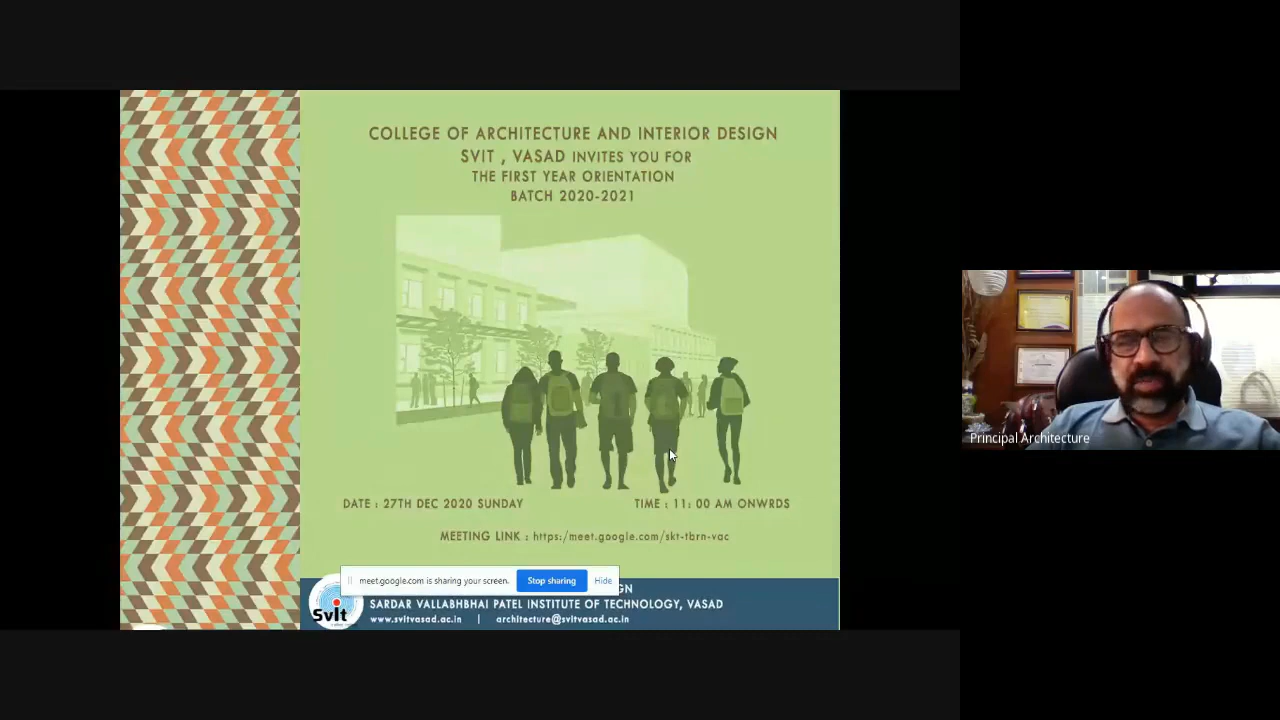 COLLEGE OF ARCHITECTURE AND INTERIOR DESIGN
SVIT , VASAD INVITES YOU FOR
THE FIRST YEAR ORIENTATION
BATCH 2020-2021
DATE : 27TH DEC 2020 SUNDAY
TIME : 11: 00 AM ONWRDS
MEETING LINK : https:/meet.google.com/skt-tbrn-vac
meet.google.com is sharing your screen.
Stop sharing
Hide
GN
SARDAR VALLABHBHAI PATEL INSTITUTE OF TECHNOLOGY, VASAD
www.svitvasad.ac.in | architecture@svitvasad.ac.in
SvIt
Principal Architecture